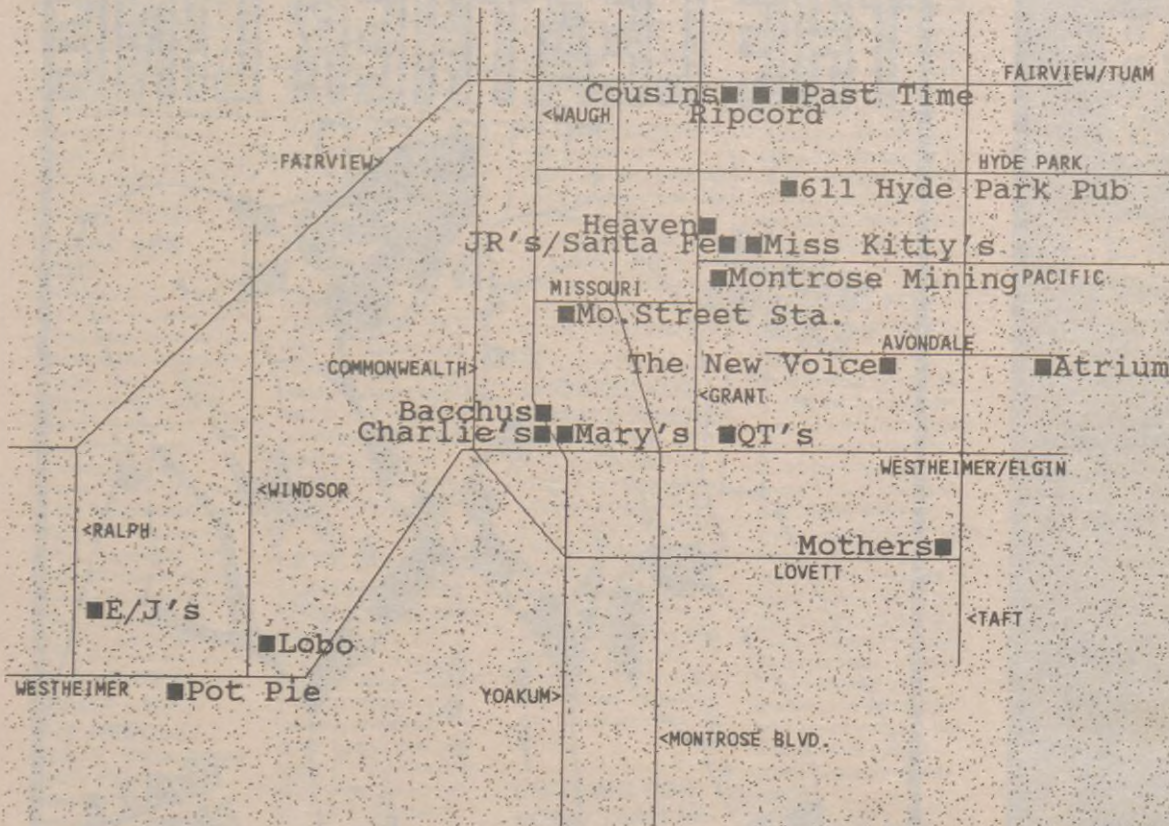 FAIRVIEW/TUAM
Cousins■ ■ ■Past Time
<WAUGH
Ripcord
FAIRVIEW>
HYDE PARK
■611 Hyde Park Pub
Heaven■
JR's/Santa Fe■ ■Miss Kitty's
■Montrose Mining
PACIFIC
MISSOURI
■Mo.Street Sta.
AVONDALE
COMMONWEALTH>
The New Voice■
■Atrium
<GRANT
Bacchus■
Charlie's■ ■Mary's
■QT's
WESTHEIMER/ELGIN
<WINDSOR
<RALPH
Mothers■
LOVETT
■E/J's
<TAFT
■Lobo
WESTHEIMER
■Pot Pie
YOAKUM>
<MONTROSE BLVD.